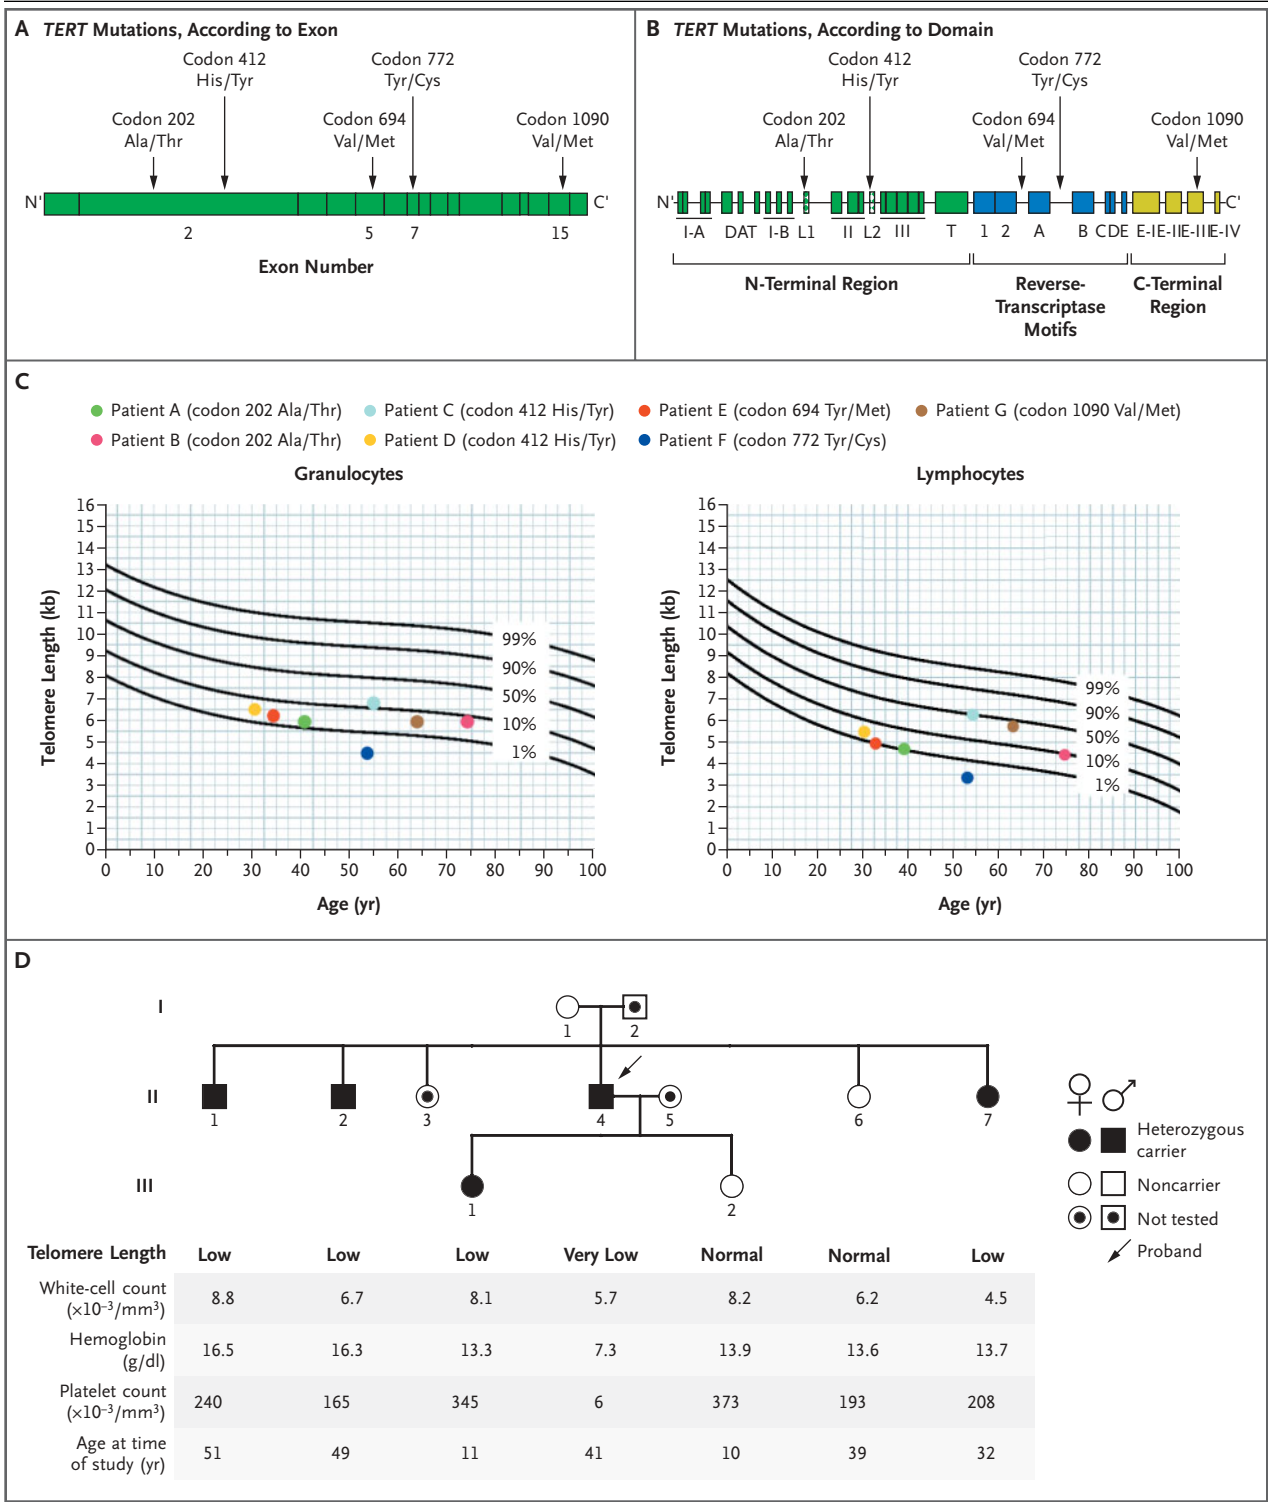 A TERT Mutations, According to Exon
Codon 412
His/Tyr
Codon 772
Tyr/Cys
Codon 202
Ala/Thr
Codon 694
Val/Met
Codon 1090
Val/Met
N'
C'
2 5 7 15
Exon Number
B TERT Mutations, According to Domain
Codon 412
His/Tyr
Codon 772
Tyr/Cys
Codon 202
Ala/Thr
Codon 694
Val/Met
Codon 1090
Val/Met
N'
C'
I-A DAT I-B L1 II L2 III T 1 2 A B C D E E-I E-II E-III E-IV
N-Terminal Region
Reverse-
Transcriptase
Motifs
C-Terminal
Region
C
Patient A (codon 202 Ala/Thr) Patient C (codon 412 His/Tyr) Patient E (codon 694 Tyr/Met) Patient G (codon 1090 Val/Met)
Patient B (codon 202 Ala/Thr) Patient D (codon 412 His/Tyr) Patient F (codon 772 Tyr/Cys)
Granulocytes
Telomere Length (kb)
16
15
14
13
12
11
10
9
8
7
6
5
4
3
2
1
0
99%
90%
50%
10%
1%
0 10 20 30 40 50 60 70 80 90 100
Age (yr)
Lymphocytes
Telomere Length (kb)
16
15
14
13
12
11
10
9
8
7
6
5
4
3
2
1
0
99%
90%
50%
10%
1%
0 10 20 30 40 50 60 70 80 90 100
Age (yr)
D
I
1 2
II
1 2 3 4 5 6 7
III
1 2
Heterozygous
carrier
Noncarrier
Not tested
Proband
Telomere Length Low Low Low Very Low Normal Normal Low
White-cell count
(×10⁻³/mm³)
8.8 6.7 8.1 5.7 8.2 6.2 4.5
Hemoglobin
(g/dl)
16.5 16.3 13.3 7.3 13.9 13.6 13.7
Platelet count
(×10⁻³/mm³)
240 165 345 6 373 193 208
Age at time
of study (yr)
51 49 11 41 10 39 32